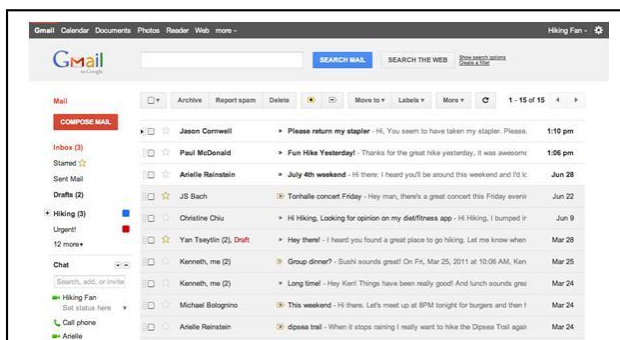 Gmail Calendar Documents Photos Reader Web more Hiking Fan
Gmail
by Google
SEARCH MAIL SEARCH THE WEB Show search options
Create a filter
Mail Archive Report spam Delete Move to Labels More 1 - 15 of 15
COMPOSE MAIL
Inbox (3)
Starred
Sent Mail
Drafts (2)
Hiking (3)
Urgent!
12 more
Chat
Search, add, or invite
Hiking Fan
Set status here
Call phone
Arielle
Jason Cornwell » Please return my stapler - Hi, You seem to have taken my stapler. Please, 1:10 pm
Paul McDonald » Fun Hike Yesterday! - Thanks for the great hike yesterday, it was awesome 1:06 pm
Arielle Reinstein » July 4th weekend - Hi there: I heard you'll be around this weekend and I'd Jun 28
JS Bach Tonhalle concert Friday - Hey man, there's a great concert this Friday Jun 22
Christine Chiu » Hi Hiking, Looking for opinion on my diet/fitness app - Hi Hiking, I bumped Jun 9
Yan Tseytlin (2), Draft » Hey there! - I heard you found a great place to go hiking. Let me know when Mar 28
Kenneth, me (2) Group dinner? - Sushi sounds great! On Fri, Mar 25, 2011 at 10:06 AM, Ken Mar 25
Kenneth, me (2) » Long time! - Hey Ken! Things have been really good! And lunch sounds Mar 24
Michael Bolognino This weekend - Hi there. Let's meet up at 8PM tonight for burgers and then Mar 24
Arielle Reinstein dipsea trail - When it stops raining I really want to hike the Dipsea Trail Mar 24